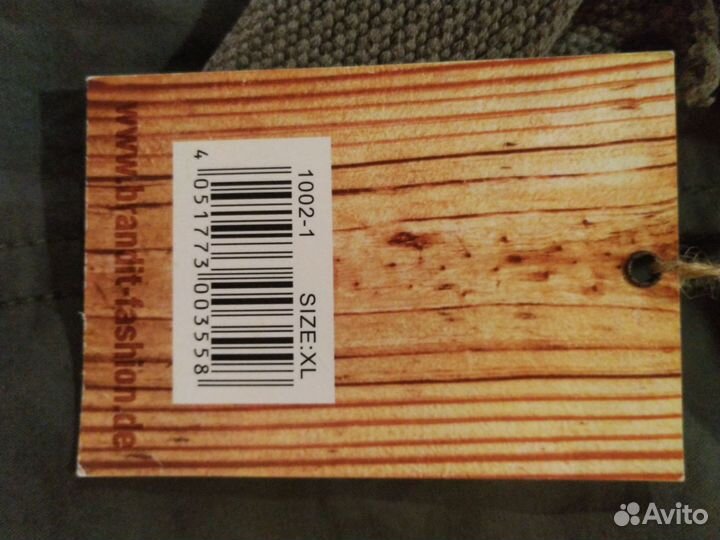 1002-1 SIZE:XL
4 051773 003558
www.brandit-fashion.de
Avito